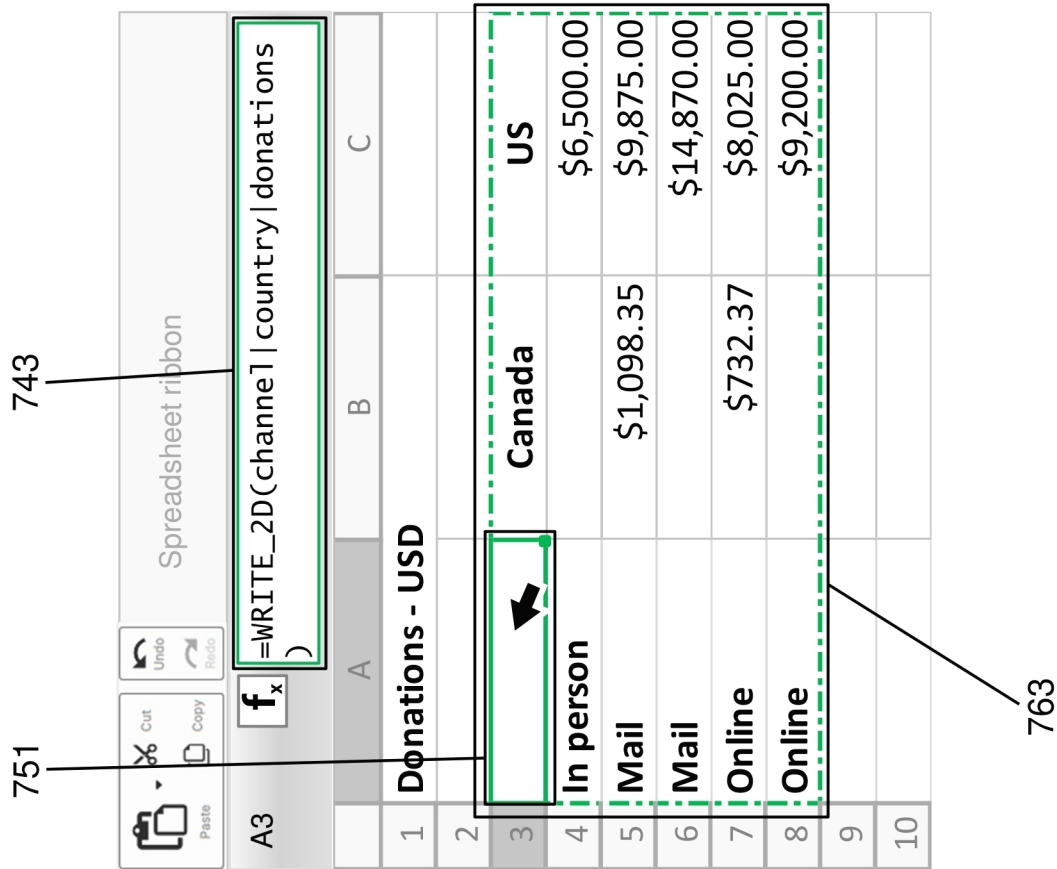 743
751
Paste
Cut
Copy
Undo
Redo
Spreadsheet ribbon
A3
fx
=WRITE_2D(channel|country|donations
)
A B C
1 Donations - USD
2
3 Canada US
4 In person $6,500.00
5 Mail $1,098.35 $9,875.00
6 Mail $14,870.00
7 Online $732.37 $8,025.00
8 Online $9,200.00
9
10
763